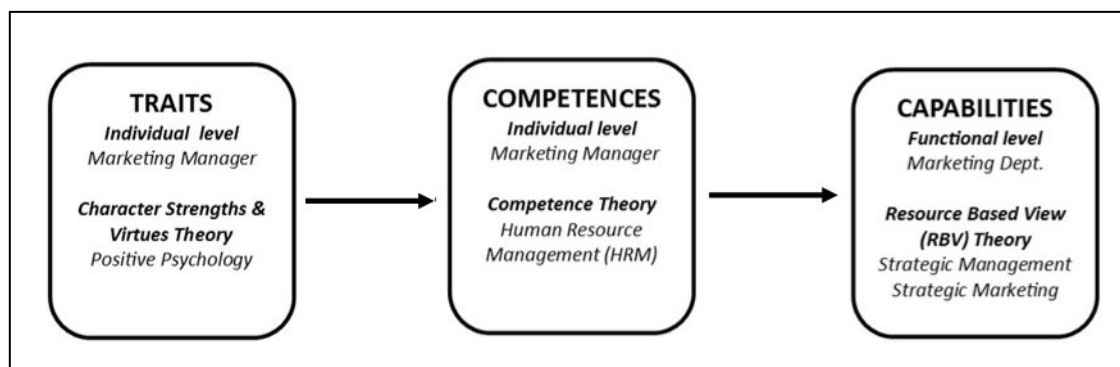 TRAITS
Individual level
Marketing Manager
Character Strengths &
Virtues Theory
Positive Psychology
COMPETENCES
Individual level
Marketing Manager
Competence Theory
Human Resource
Management (HRM)
CAPABILITIES
Functional level
Marketing Dept.
Resource Based View
(RBV) Theory
Strategic Management
Strategic Marketing